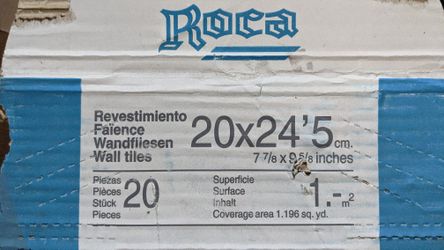 Roca
Revestimiento
Faïence
Wandfliesen
Wall tiles
20x24'5 cm.
7 7/8 x 9 5/8 inches
Piezas
Pièces
Stück
Pieces
20
Superficie
Surface
Inhalt
Coverage area 1.196 sq. yd.
1.- m²